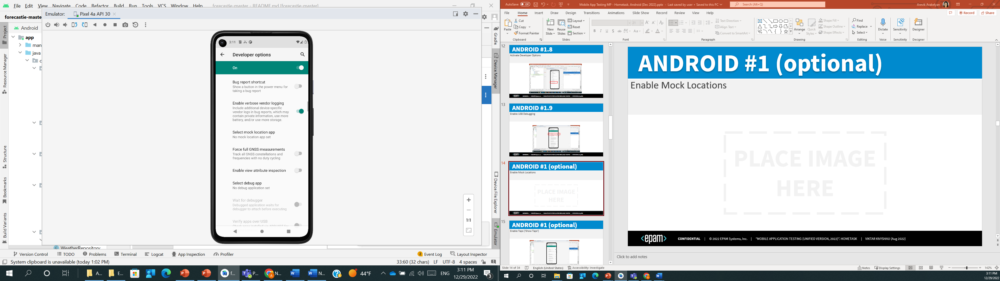 File Edit View Navigate Code Refactor Build Run Tools VCS Window Help forecastie-master - README.md [forecastie-master]
forecastie-maste
Emulator: Pixel 4a API 30
Android
app
man
java
c
WeatherRepository
Project
Resource Manager
Structure
Bookmarks
Build Variants
3:11
Developer options
On
Bug report shortcut
Show a button in the power menu for
taking a bug report
Enable verbose vendor logging
Include additional device-specific
vendor logs in bug reports, which may
contain private information, use more
battery, and/or use more storage.
Select mock location app
No mock location app set
Force full GNSS measurements
Track all GNSS constellations and
frequencies with no duty cycling
Enable view attribute inspection
Select debug app
No debug application set
Wait for debugger
Debugged application waits for
debugger to attach before executing
Verify apps over USB
1:1
Gradle
Device Manager
Device File Explorer
Emulator
Version Control TODO Problems Terminal Logcat App Inspection Profiler 2 Event Log Layout Inspector
System clipboard is unavailable (today 1:02 PM) 33:60 (32 chars) LF UTF-8 4 spaces
A... E... f... P... N... N... 44°F ENG 3:11 PM
12/29/2022 3
AutoSave Off Mobile App Testing MP - Hometask. Android (Dec 2022).pptx - Last saved by user • Saved to this PC Search (Alt+Q) Arevik Arakelyan
File Home Insert Draw Design Transitions Animations Slide Show Record Review View Help Record Share
Paste Cut Copy Format Painter Clipboard
New Slide Reuse Slides Layout Reset Section Slides
21 B I U S ab AV Aa A Font
Text Direction Align Text Convert to SmartArt Paragraph
Arrange Quick Styles Shape Fill Shape Outline Shape Effects Drawing
Find Replace Select Editing
Dictate Voice
Sensitivity Sensitivity
Designer Designer
12
ANDROID #1.8
Activate Developer Options
13
ANDROID #1.9
Enable USB Debugging
14
ANDROID #1 (optional)
Enable Mock Locations
PLACE IMAGE
HERE
15
ANDROID #1 (optional)
Enable Taps ('Show Taps')
ANDROID #1 (optional)
Enable Mock Locations
PLACE IMAGE
HERE
<epam> CONFIDENTIAL | © 2022 EPAM Systems, Inc. | "MOBILE APPLICATION TESTING (UNIFIED VERSION, 2022)". HOMETASK | VIKTAR KNYSHAU (Aug 2022)
Click to add notes
Slide 14 of 34 English (United States) Accessibility: Investigate Notes Display Settings 142%
3:11 PM
12/29/2022